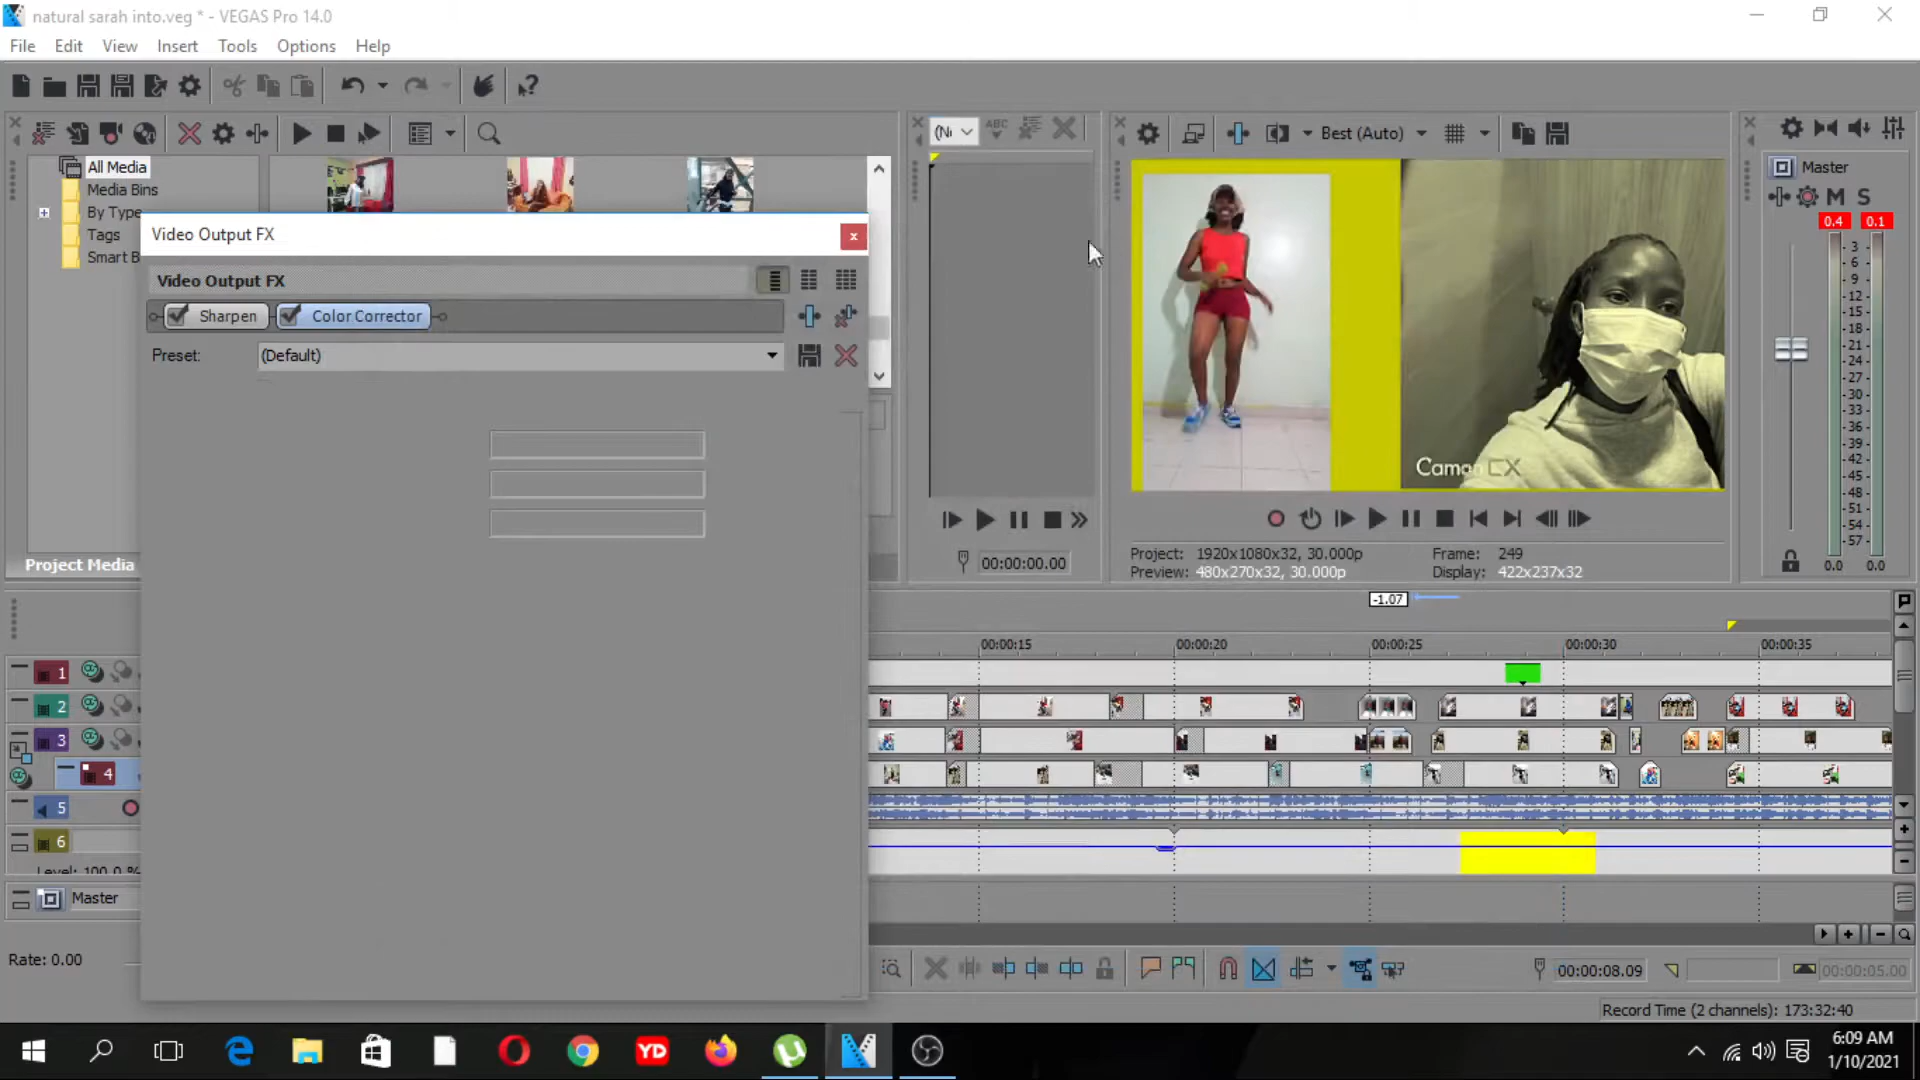 natural sarah into.veg * - VEGAS Pro 14.0
File Edit View Insert Tools Options Help
Best (Auto)
All Media
Media Bins
By Type
Tags
Smart B
Master
M S
0.4 0.1
Video Output FX
Video Output FX
Sharpen Color Corrector
Preset: (Default)
3
6
9
12
15
18
21
24
27
30
33
36
39
42
45
48
51
54
57
0.0 0.0
Project Media
00:00:00.00
Project: 1920x1080x32, 30.000p
Preview: 480x270x32, 30.000p
Frame: 249
Display: 422x237x32
-1.07
00:00:15 00:00:20 00:00:25 00:00:30 00:00:35
1
2
3
4
5
6
Level: 100.0 %
Master
Rate: 0.00
00:00:08.09
00:00:05.00
Record Time (2 channels): 173:32:40
YD
6:09 AM
1/10/2021